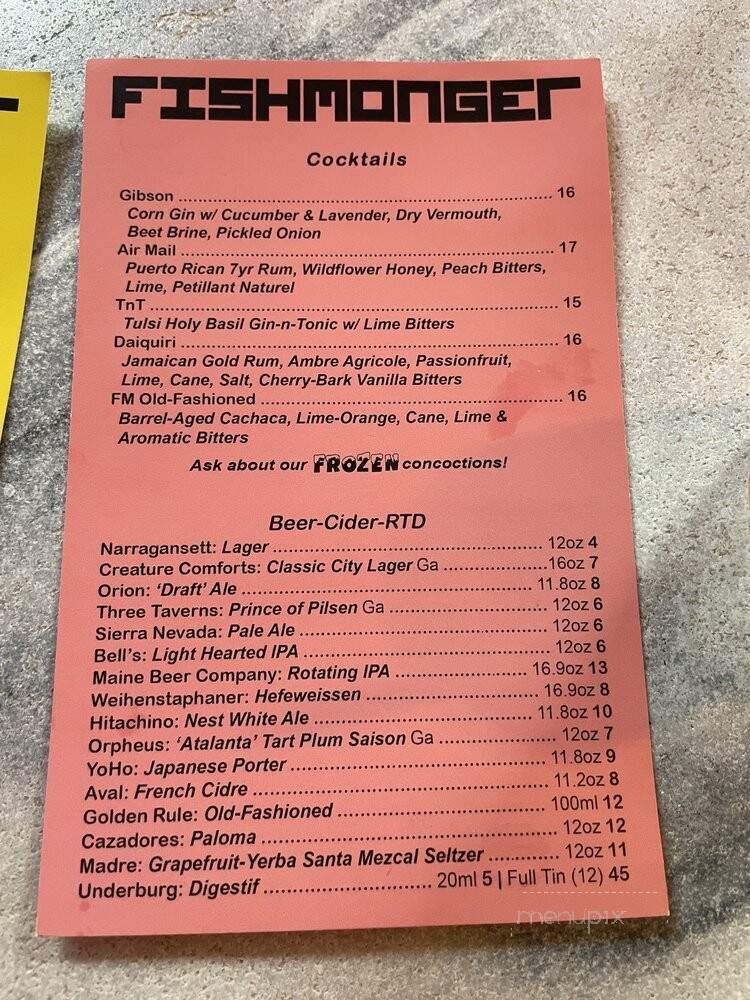 FISHMONGER
Cocktails
Gibson ................................................................ 16
Corn Gin w/ Cucumber & Lavender, Dry Vermouth,
Beet Brine, Pickled Onion
Air Mail ................................................................ 17
Puerto Rican 7yr Rum, Wildflower Honey, Peach Bitters,
Lime, Petillant Naturel
TnT ................................................................ 15
Tulsi Holy Basil Gin-n-Tonic w/ Lime Bitters
Daiquiri ................................................................ 16
Jamaican Gold Rum, Ambre Agricole, Passionfruit,
Lime, Cane, Salt, Cherry-Bark Vanilla Bitters
FM Old-Fashioned ................................................ 16
Barrel-Aged Cachaca, Lime-Orange, Cane, Lime &
Aromatic Bitters
Ask about our FROZEN concoctions!
Beer-Cider-RTD
Narragansett: Lager ................................................ 12oz 4
Creature Comforts: Classic City Lager Ga ...................16oz 7
Orion: ‘Draft’ Ale ................................................ 11.8oz 8
Three Taverns: Prince of Pilsen Ga ........................... 12oz 6
Sierra Nevada: Pale Ale ........................................... 12oz 6
Bell's: Light Hearted IPA ........................................... 12oz 6
Maine Beer Company: Rotating IPA ........................ 16.9oz 13
Weihenstaphaner: Hefeweissen .............................. 16.9oz 8
Hitachino: Nest White Ale ...................................... 11.8oz 10
Orpheus: ‘Atalanta’ Tart Plum Saison Ga ..................... 12oz 7
YoHo: Japanese Porter ........................................... 11.8oz 9
Aval: French Cidre ................................................ 11.2oz 8
Golden Rule: Old-Fashioned ................................... 100ml 12
Cazadores: Paloma ................................................ 12oz 12
Madre: Grapefruit-Yerba Santa Mezcal Seltzer ............ 12oz 11
Underburg: Digestif ............................. 20ml 5 | Full Tin (12) 45
menupix